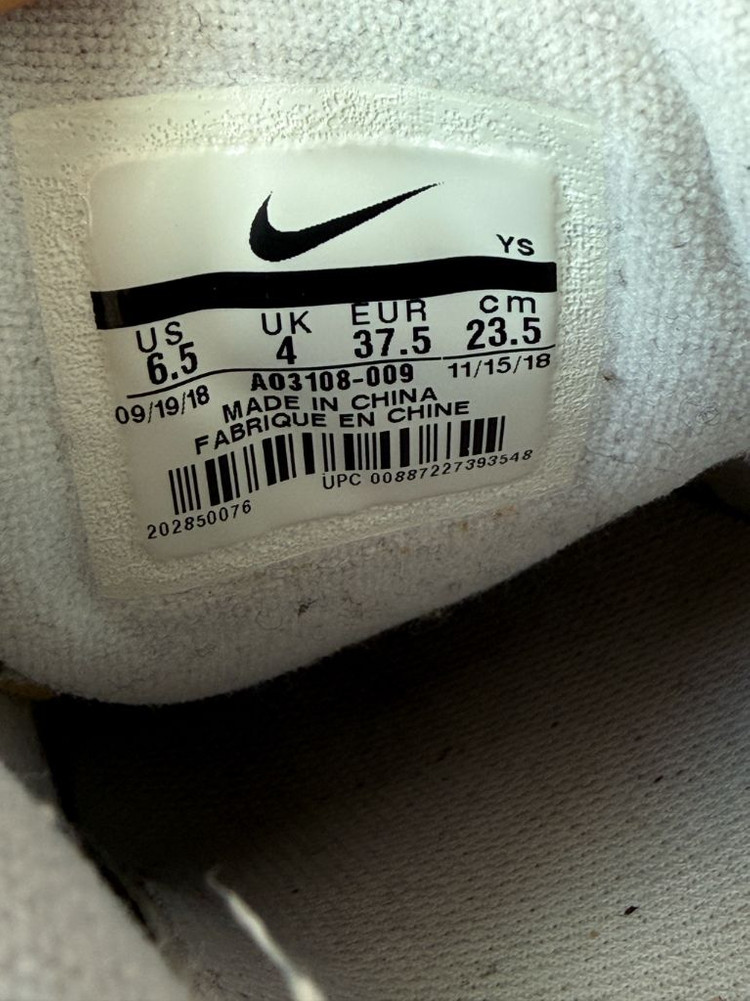 YS
US UK EUR cm
6.5 4 37.5 23.5
09/19/18 AO3108-009 11/15/18
MADE IN CHINA
FABRIQUE EN CHINE
UPC 00887227393548
202850076